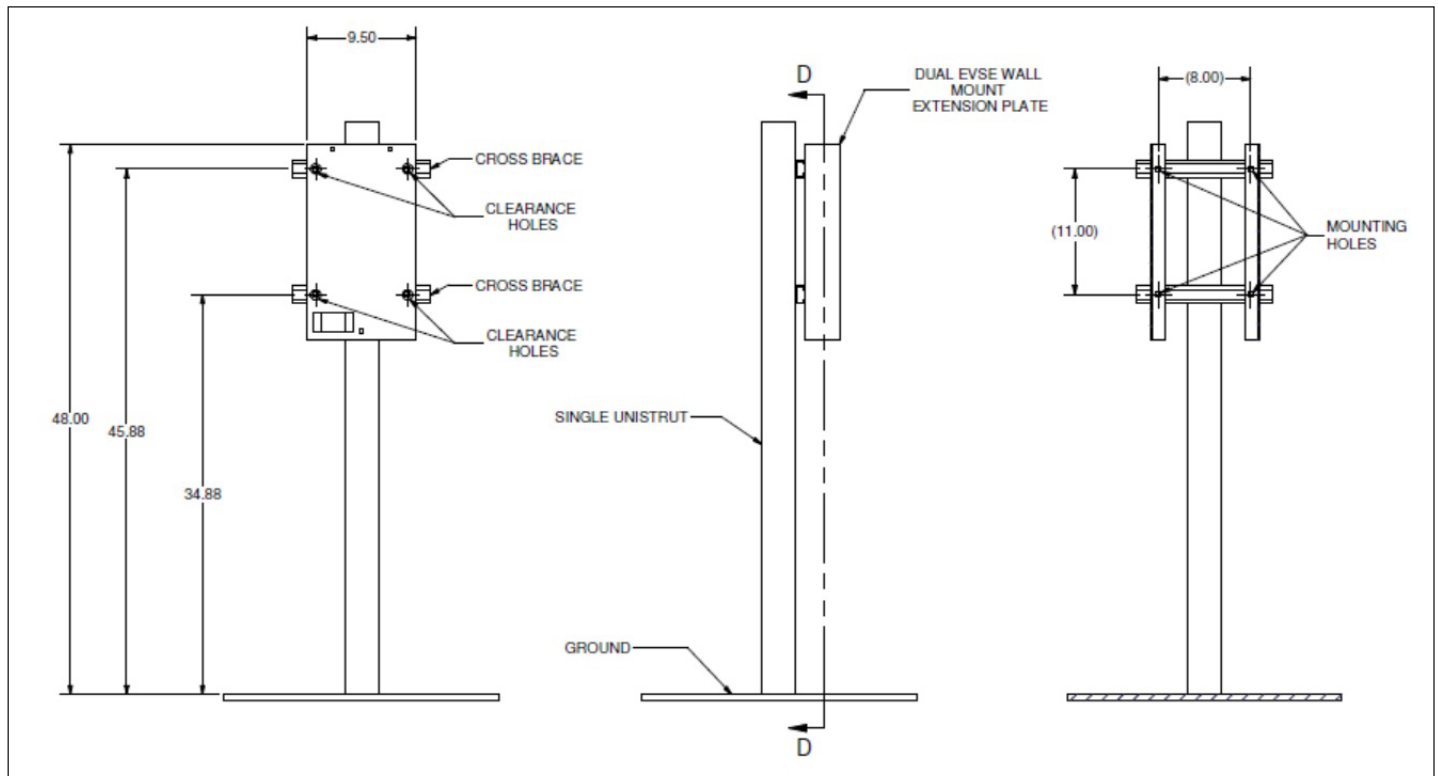 9.50
CROSS BRACE
CLEARANCE
HOLES
CROSS BRACE
CLEARANCE
HOLES
48.00
45.88
34.88
D
DUAL EVSE WALL
MOUNT
EXTENSION PLATE
SINGLE UNISTRUT
GROUND
D
(8.00)
(11.00)
MOUNTING
HOLES